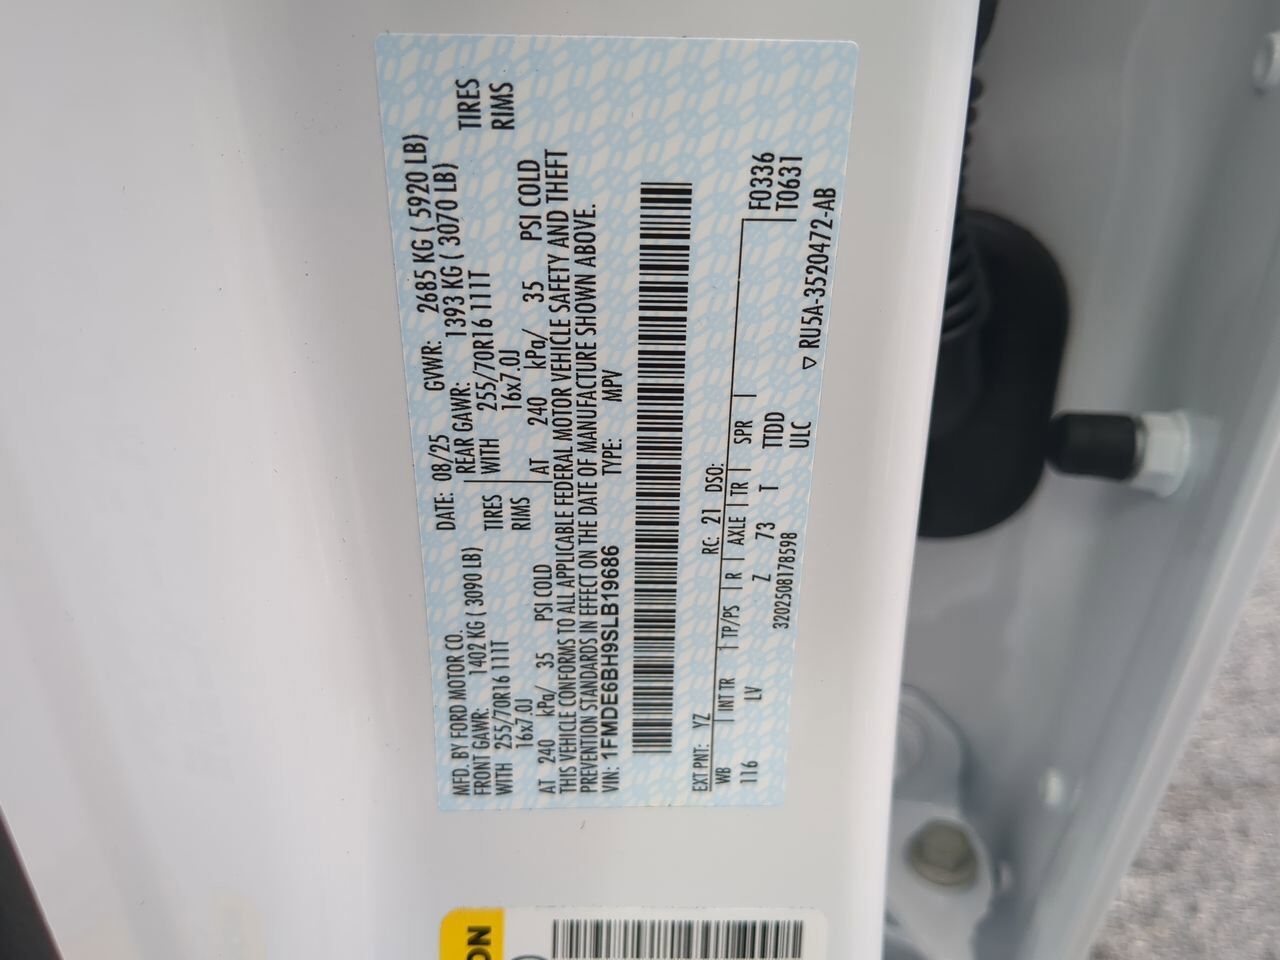 MFD. BY FORD MOTOR CO. DATE: 08/25 GVWR: 2685 KG ( 5920 LB)
FRONT GAWR: 1402 KG ( 3090 LB) REAR GAWR: 1393 KG ( 3070 LB)
WITH 255/70R16 111T TIRES WITH 255/70R16 111T TIRES
16x7.0J RIMS 16x7.0J RIMS
AT 240 kPa/ 35 PSI COLD AT 240 kPa/ 35 PSI COLD
THIS VEHICLE CONFORMS TO ALL APPLICABLE FEDERAL MOTOR VEHICLE SAFETY AND THEFT
PREVENTION STANDARDS IN EFFECT ON THE DATE OF MANUFACTURE SHOWN ABOVE.
VIN: 1FMDE6BH9SLB19686 TYPE: MPV
EXT PNT: YZ RC: 21 DSO: F0336
WB INT TR TP/PS R AXLE TR SPR T0631
116 LV Z 73 T TTDD
3202508178598 ULC ▽ RU5A-3520472-AB
ON